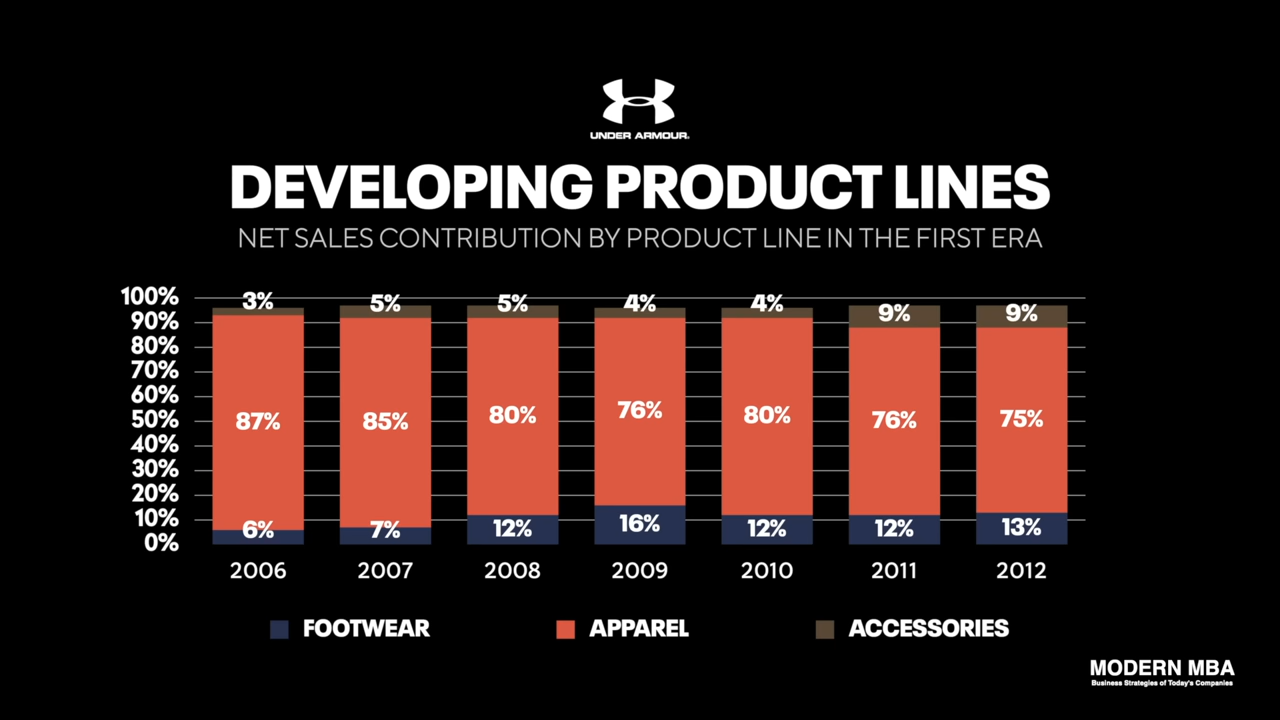 UNDER ARMOUR.
DEVELOPING PRODUCT LINES
NET SALES CONTRIBUTION BY PRODUCT LINE IN THE FIRST ERA
100%
90%
80%
70%
60%
50%
40%
30%
20%
10%
0%
3% 5% 5% 4% 4% 9% 9%
87% 85% 80% 76% 80% 76% 75%
6% 7% 12% 16% 12% 12% 13%
2006 2007 2008 2009 2010 2011 2012
FOOTWEAR APPAREL ACCESSORIES
MODERN MBA
Business Strategies of Today's Companies